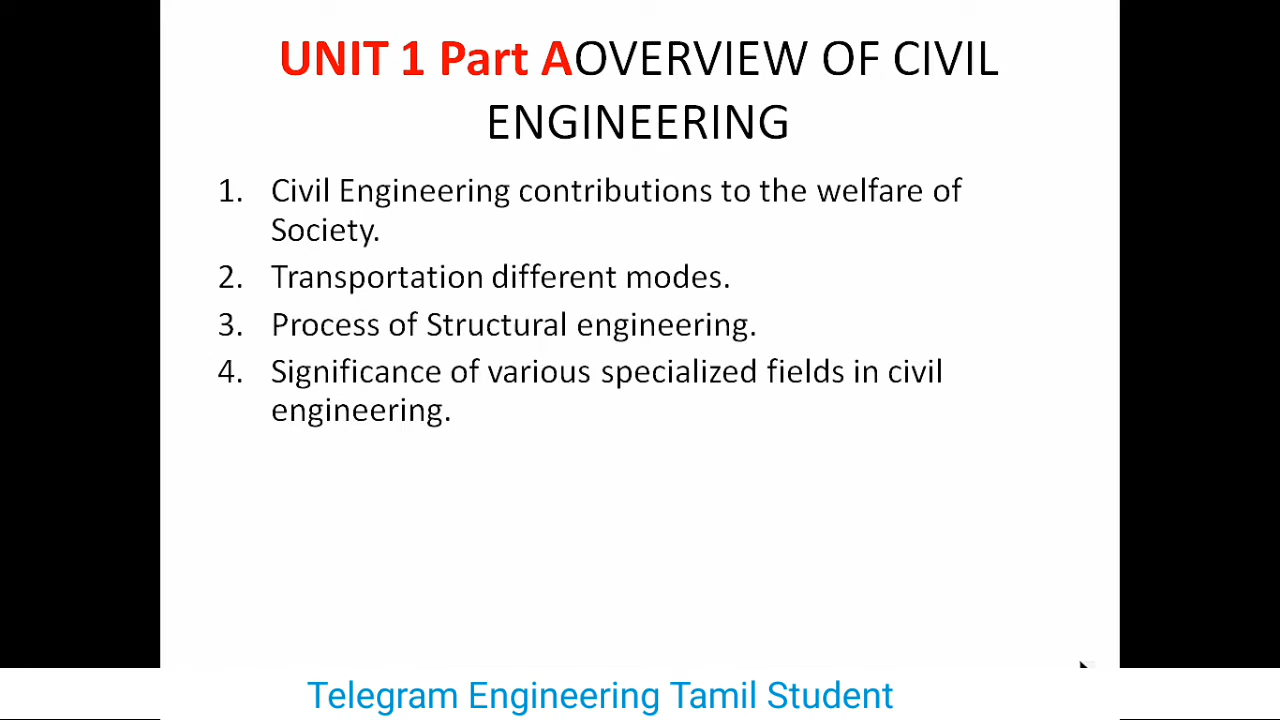 UNIT 1 Part AOVERVIEW OF CIVIL
ENGINEERING
1. Civil Engineering contributions to the welfare of
Society.
2. Transportation different modes.
3. Process of Structural engineering.
4. Significance of various specialized fields in civil
engineering.
Telegram Engineering Tamil Student